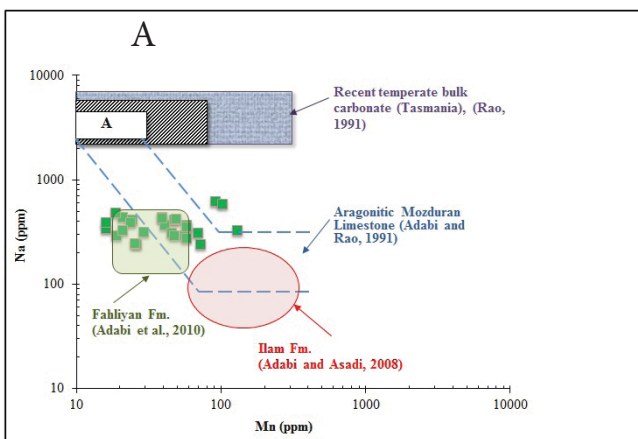 A
10000
1000
100
10
Na (ppm)
A
Recent temperate bulk
carbonate (Tasmania), (Rao,
1991)
Aragonitic Mozduran
Limestone (Adabi and
Rao, 1991)
Fahliyan Fm.
(Adabi et al., 2010)
Ilam Fm.
(Adabi and Asadi, 2008)
10
100
1000
10000
Mn (ppm)